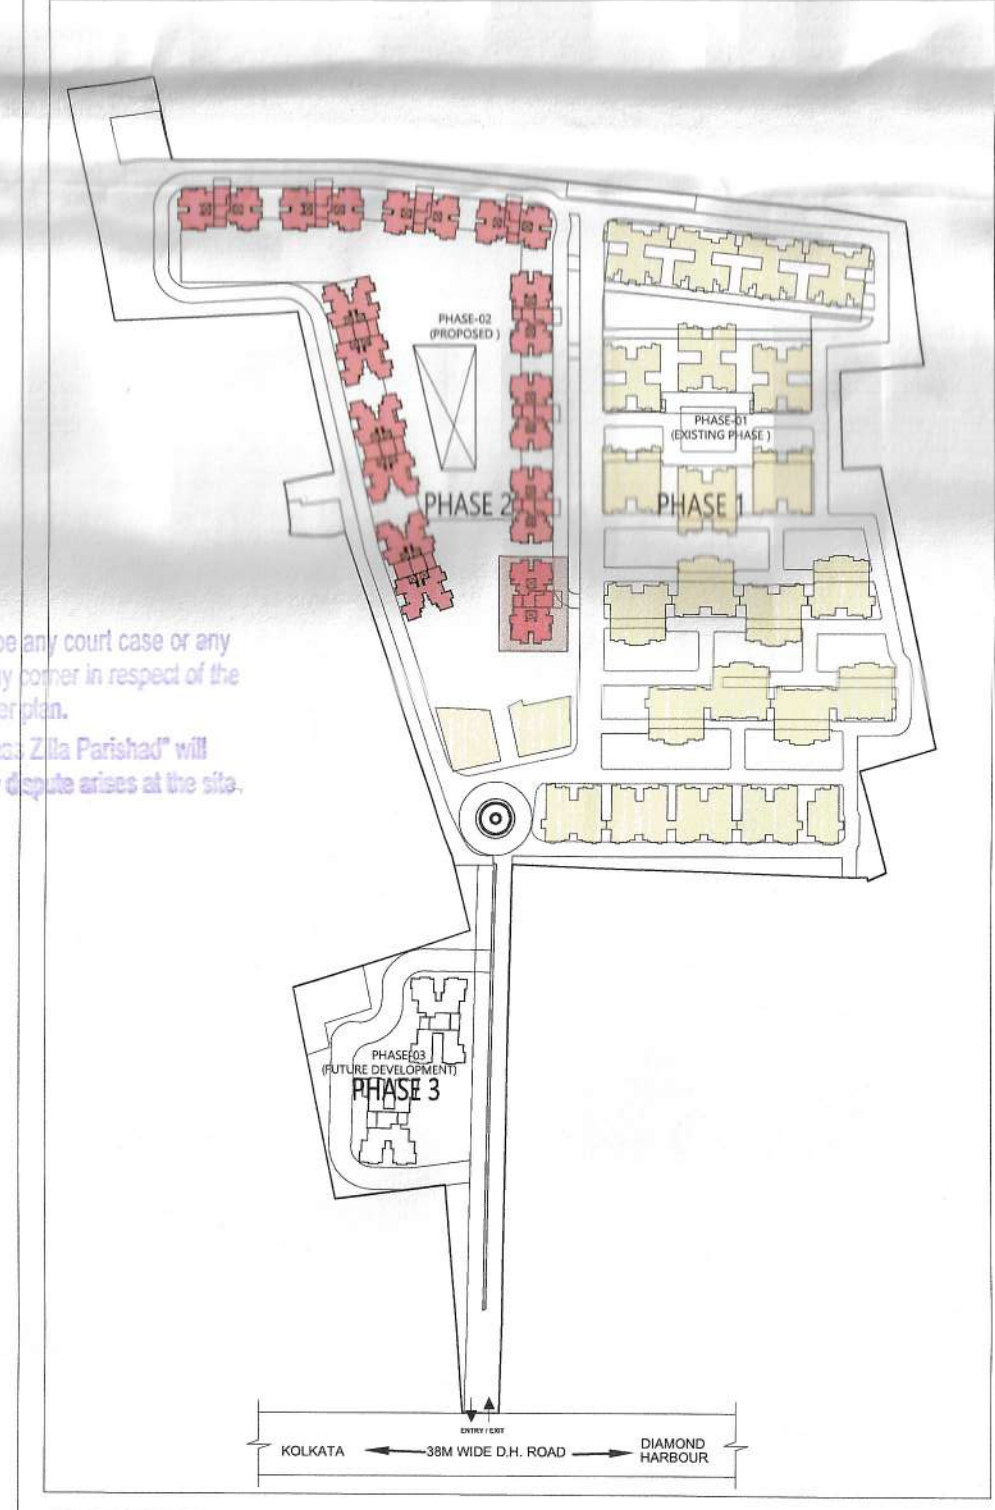 PHASE-02
(PROPOSED )
PHASE-01
(EXISTING PHASE )
PHASE 2
PHASE 1
be any court case or any
corner in respect of the
plan.
Zilla Parishad" will
dispute arises at the site.
PHASE-03
(FUTURE DEVELOPMENT)
PHASE 3
ENTRY / EXIT
KOLKATA
38M WIDE D.H. ROAD
DIAMOND
HARBOUR